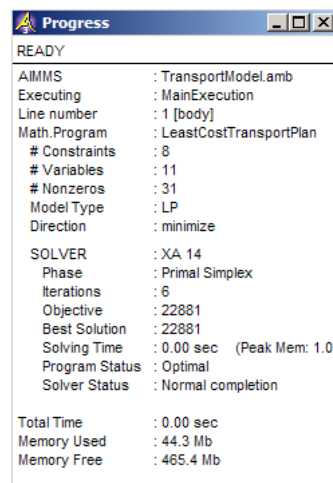 Progress
READY
AIMMS : TransportModel.amb
Executing : MainExecution
Line number : 1 [body]
Math.Program : LeastCostTransportPlan
# Constraints : 8
# Variables : 11
# Nonzeros : 31
Model Type : LP
Direction : minimize
SOLVER : XA 14
Phase : Primal Simplex
Iterations : 6
Objective : 22881
Best Solution : 22881
Solving Time : 0.00 sec (Peak Mem: 1.0
Program Status : Optimal
Solver Status : Normal completion
Total Time : 0.00 sec
Memory Used : 44.3 Mb
Memory Free : 465.4 Mb